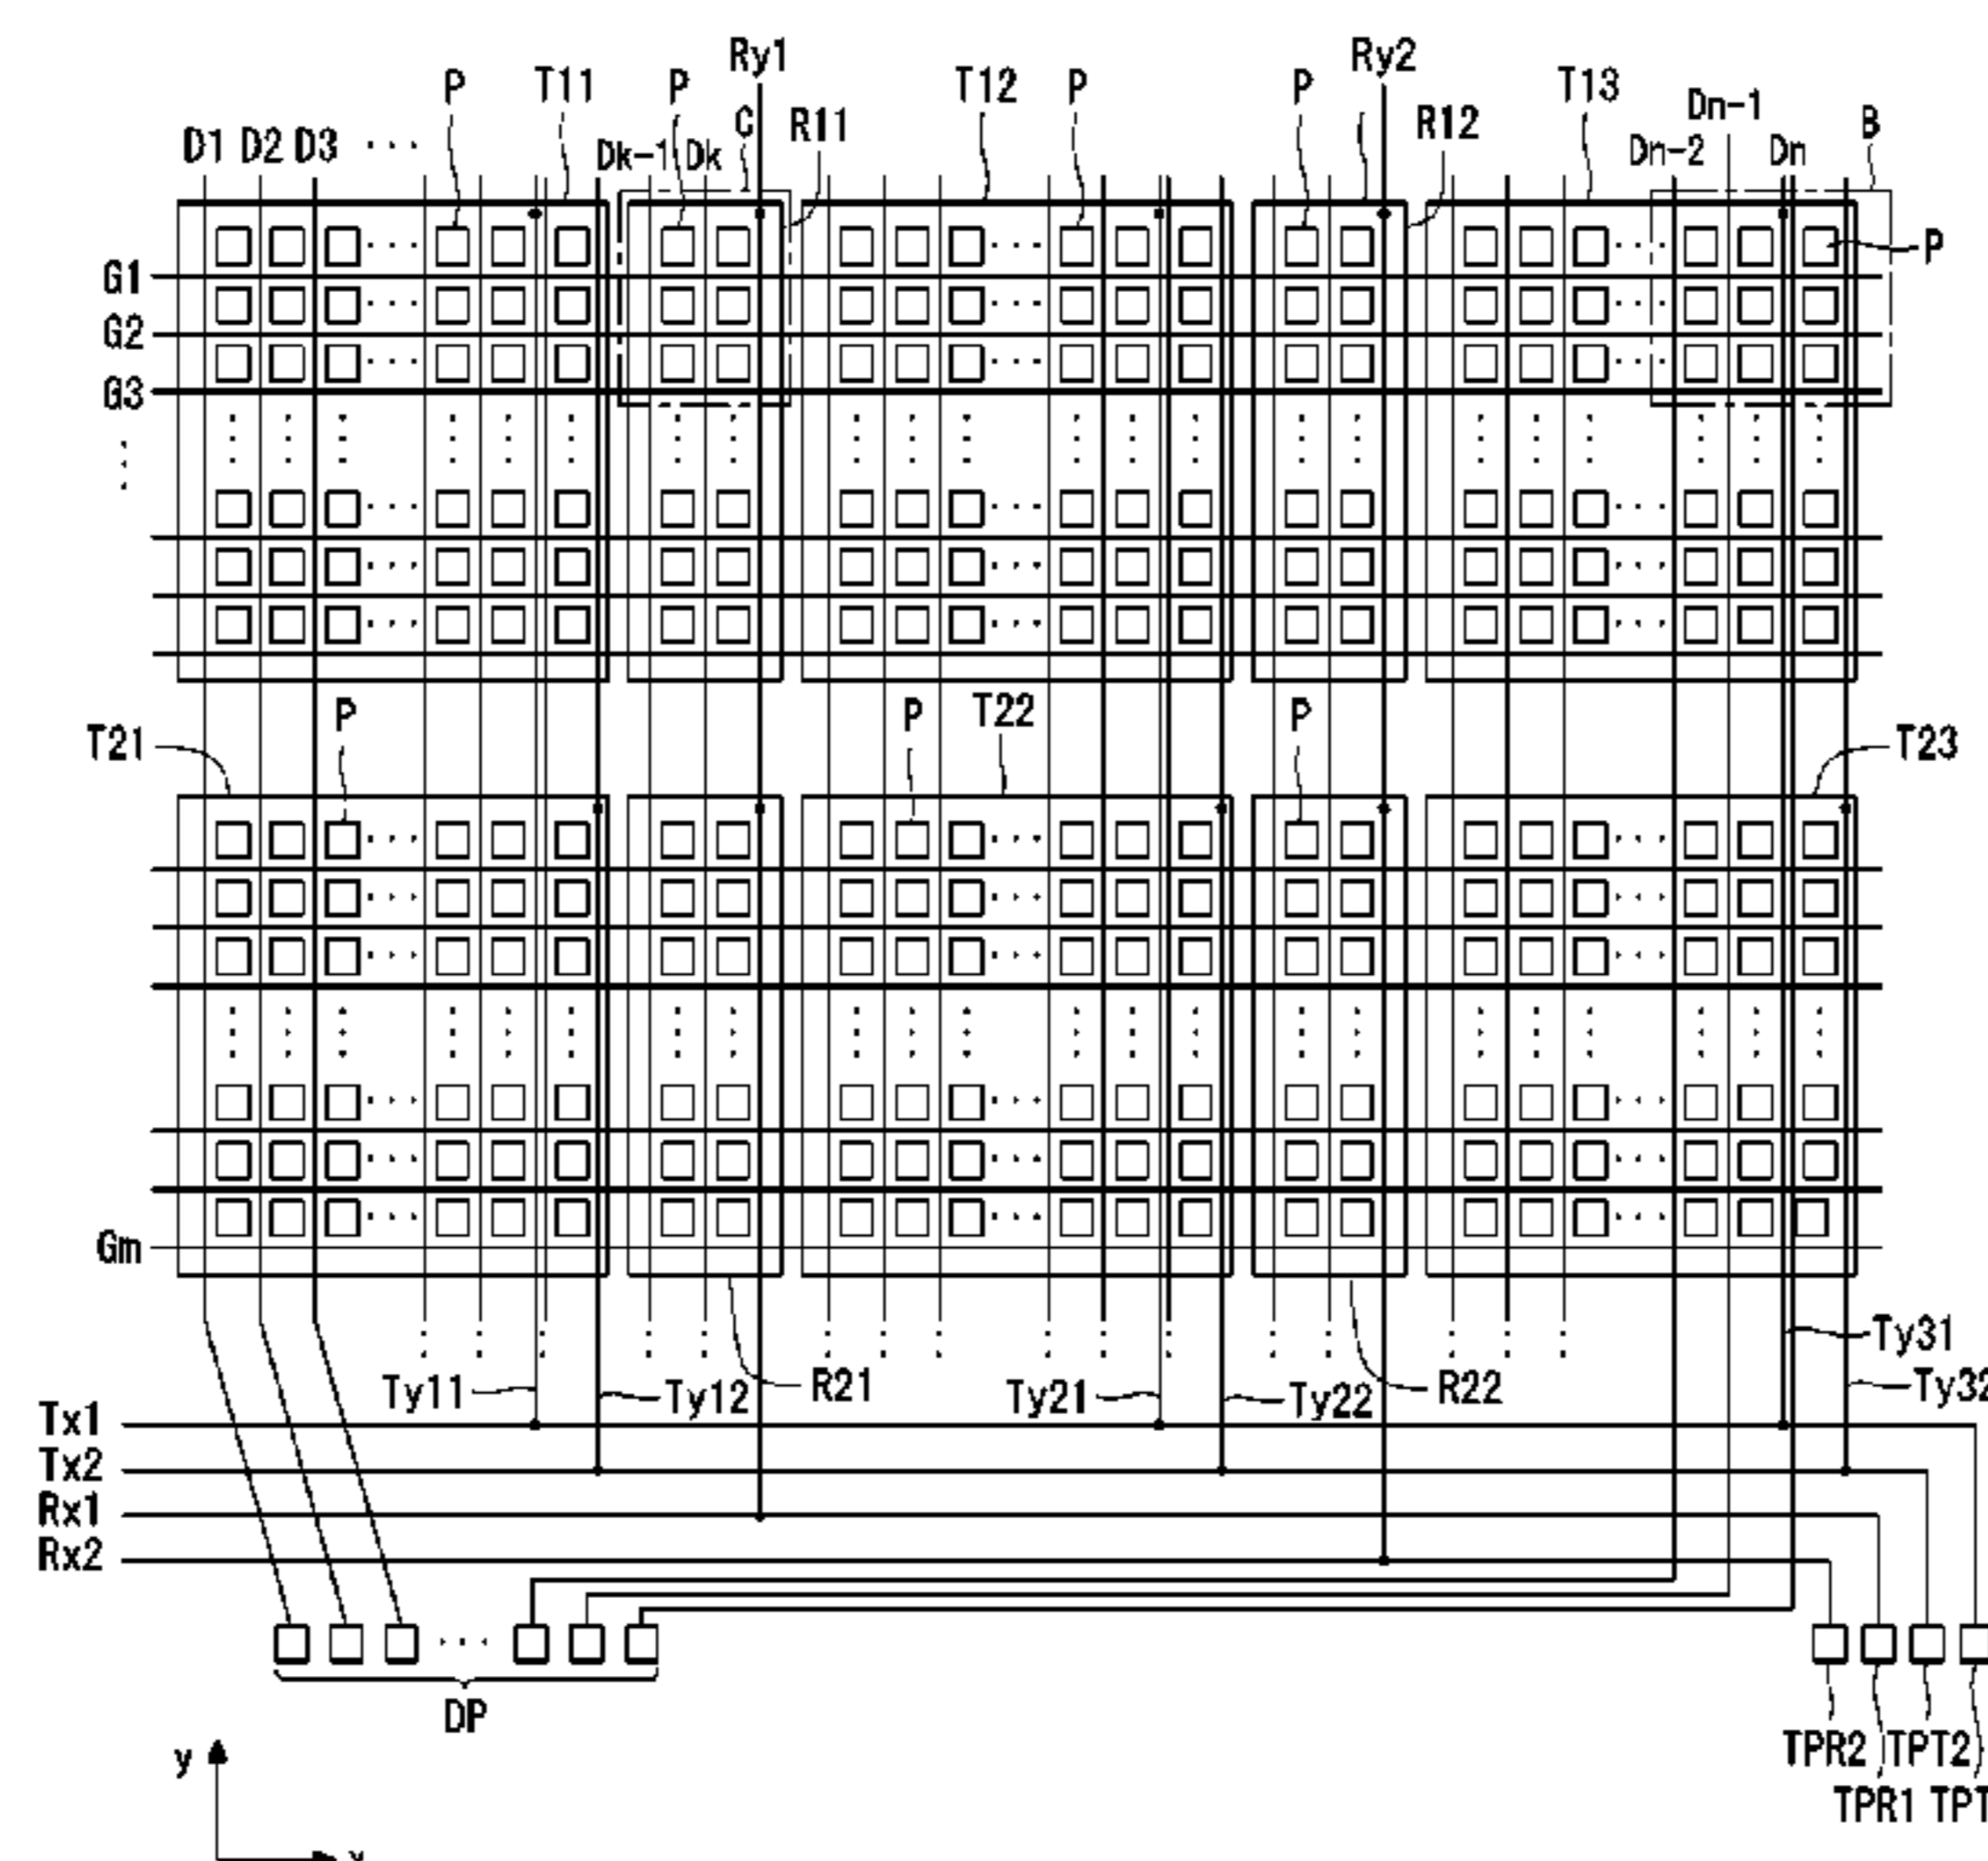 Ry1 Ry2
P T11 P T12 P P T13 Dn-1
C R11 R12 B
D1 D2 D3 ... Dk-1 Dk Dn-2 Dn
P
G1
G2
G3
P P T22 P
T21 T23
Gm
Ty31
Ty11 Ty12 R21 Ty21 Ty22 R22 Ty32
Tx1
Tx2
Rx1
Rx2
DP
TPR2 TPT2
TPR1 TPT
y
x